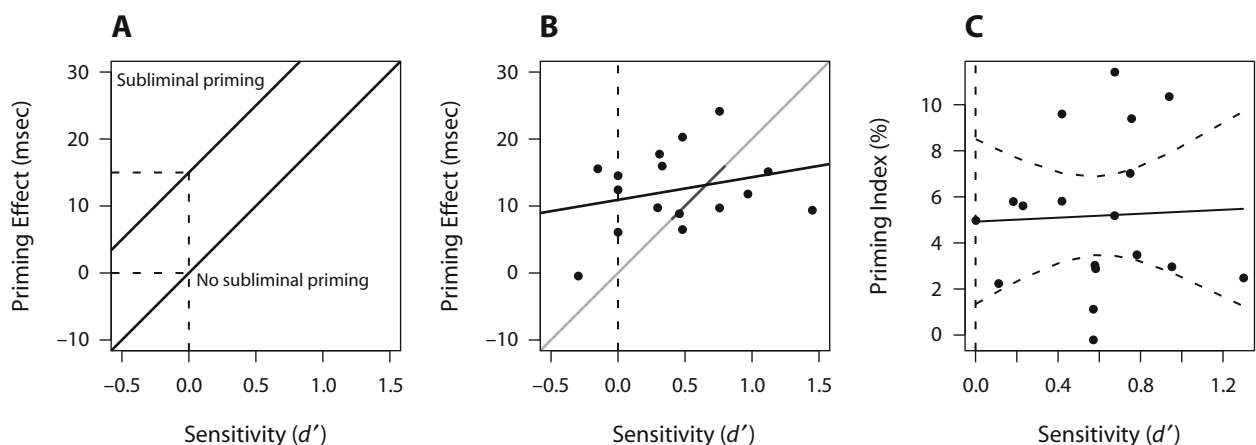 A
Priming Effect (msec)
30
20
10
0
–10
Subliminal priming
No subliminal priming
–0.5 0.0 0.5 1.0 1.5
Sensitivity (d′)
B
Priming Effect (msec)
30
20
10
0
–10
–0.5 0.0 0.5 1.0 1.5
Sensitivity (d′)
C
Priming Index (%)
10
8
6
4
2
0
0.0 0.4 0.8 1.2
Sensitivity (d′)